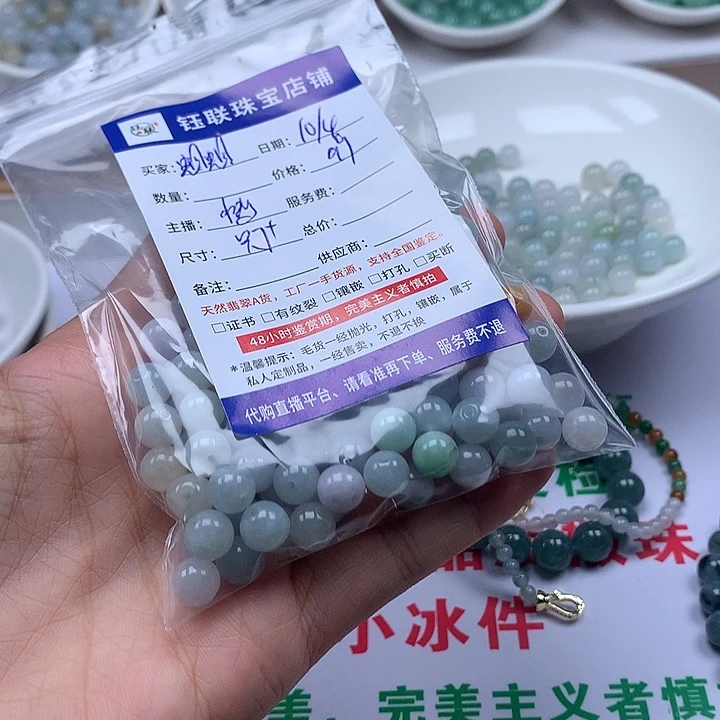 钰联珠宝店铺
买家: 明明 日期: 10/4
数量: 价格: 91
主播: 服务费:
尺寸: 总价:
备注: 供应商:
天然翡翠A货，工厂一手货源，支持全国鉴定。
□证书 □有纹裂 □镶嵌 □打孔 □买断
48小时鉴赏期，完美主义者慎拍
*温馨提示：毛货一经抛光，打孔，镶嵌，属于
私人定制品，一经售卖，不退不换
代购直播平台、请看准再下单、服务费不退
珠
小冰件
美，完美主义者慎